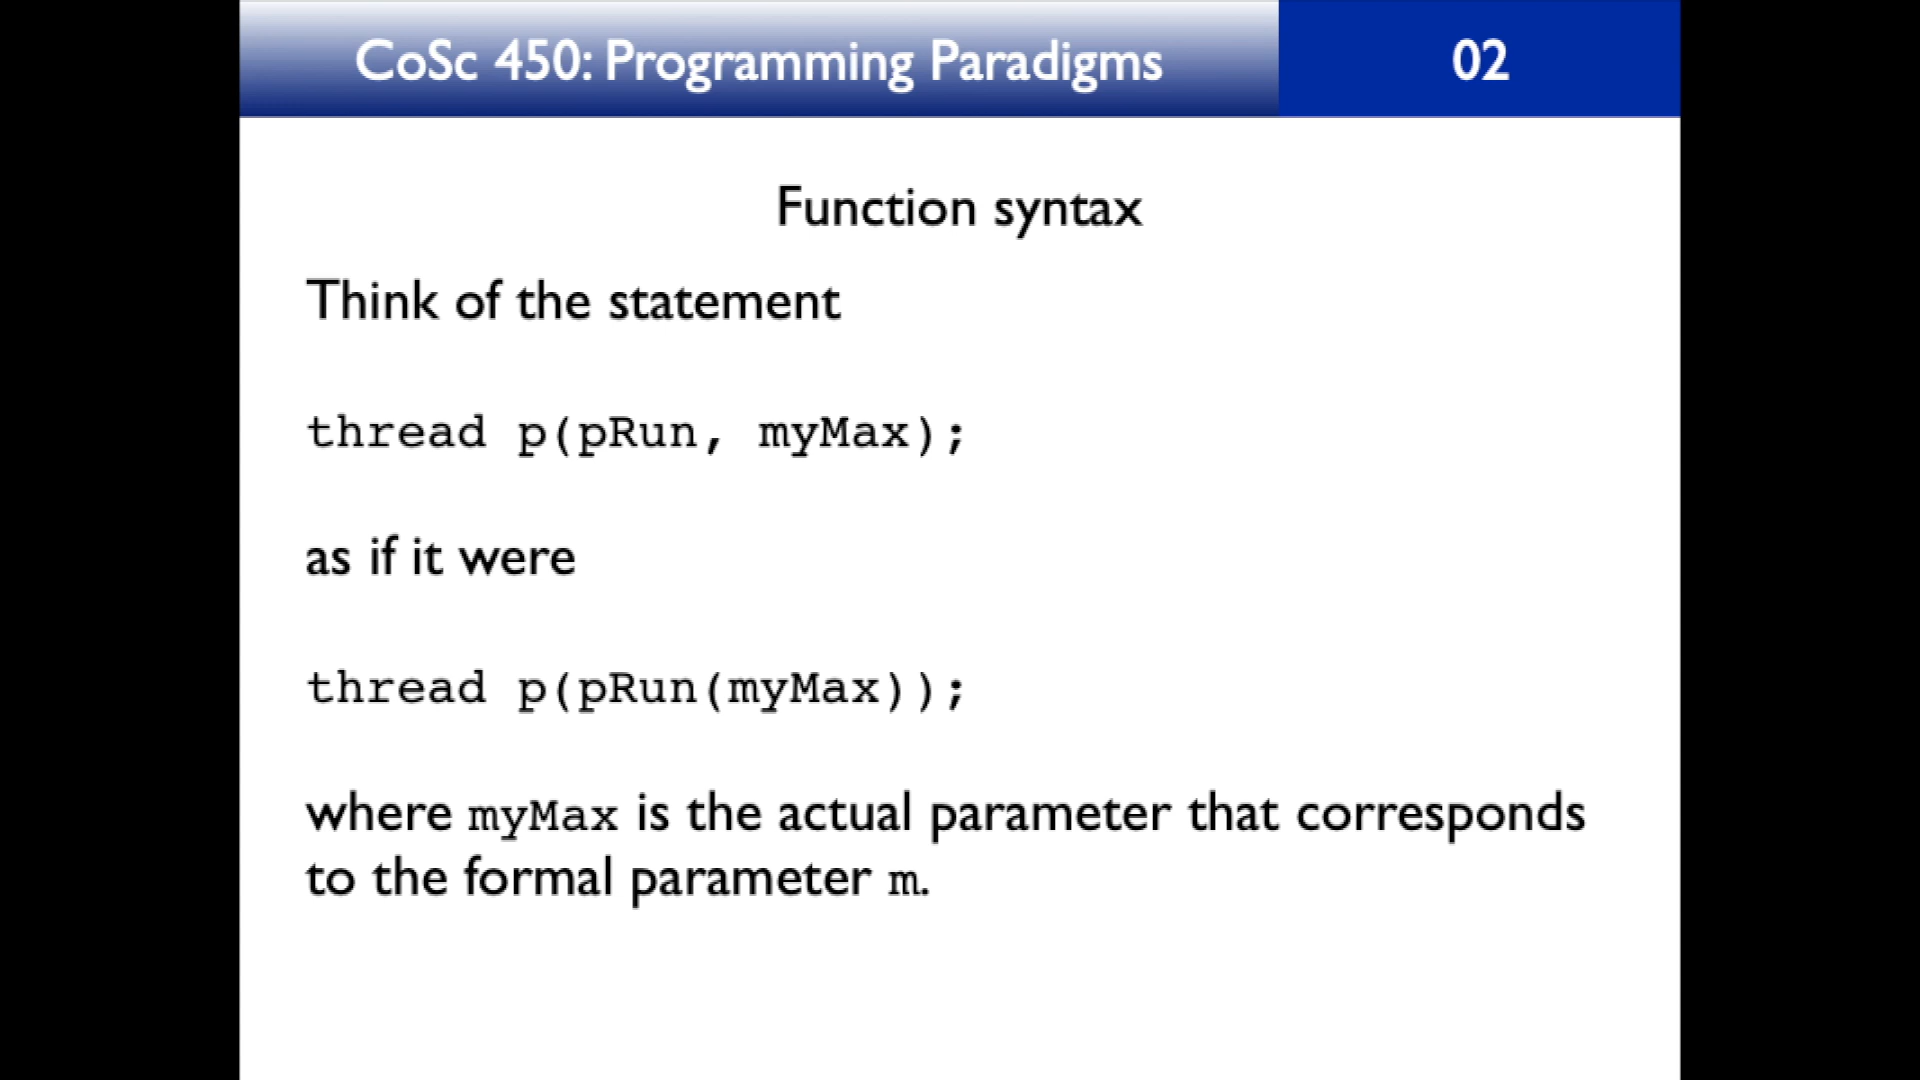 CoSc 450: Programming Paradigms
02
Function syntax
Think of the statement
thread p(pRun, myMax);
as if it were
thread p(pRun(myMax));
where myMax is the actual parameter that corresponds
to the formal parameter m.